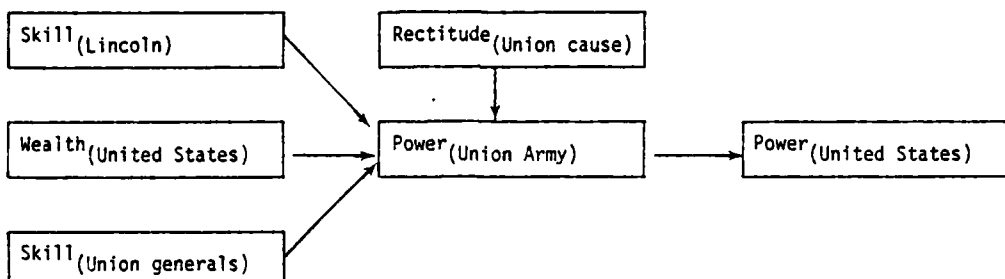 Skill(Lincoln)
Rectitude(Union cause)
Wealth(United States)
Power(Union Army)
Power(United States)
Skill(Union generals)